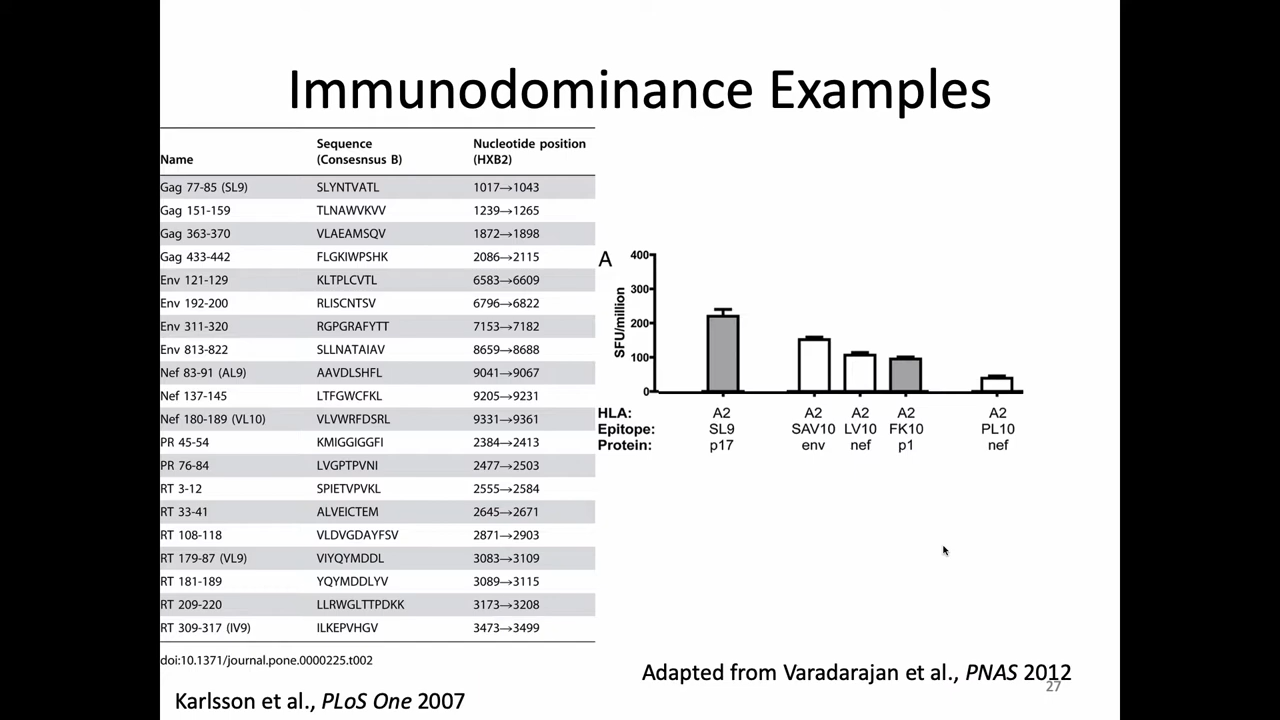 Immunodominance Examples
Name Sequence (Consesnsus B) Nucleotide position (HXB2)
Gag 77-85 (SL9) SLYNTVATL 1017→1043
Gag 151-159 TLNAWVKVV 1239→1265
Gag 363-370 VLAEAMSQV 1872→1898
Gag 433-442 FLGKIWPSHK 2086→2115
Env 121-129 KLTPLCVTL 6583→6609
Env 192-200 RLISCNTSV 6796→6822
Env 311-320 RGPGRAFYTT 7153→7182
Env 813-822 SLLNATAIAV 8659→8688
Nef 83-91 (AL9) AAVDLSHFL 9041→9067
Nef 137-145 LTFGWCFKL 9205→9231
Nef 180-189 (VL10) VLVWRFDSRL 9331→9361
PR 45-54 KMIGGIGGFI 2384→2413
PR 76-84 LVGPTPVNI 2477→2503
RT 3-12 SPIETVPVKL 2555→2584
RT 33-41 ALVEICTEM 2645→2671
RT 108-118 VLDVGDAYFSV 2871→2903
RT 179-87 (VL9) VIYQYMDDL 3083→3109
RT 181-189 YQYMDDLYV 3089→3115
RT 209-220 LLRWGLTTPDKK 3173→3208
RT 309-317 (IV9) ILKEPVHGV 3473→3499
doi:10.1371/journal.pone.0000225.t002
Karlsson et al., PLoS One 2007
A
SFU/million
400
300
200
100
0
HLA: A2 A2 A2 A2 A2
Epitope: SL9 SAV10 LV10 FK10 PL10
Protein: p17 env nef p1 nef
Adapted from Varadarajan et al., PNAS 2012
27